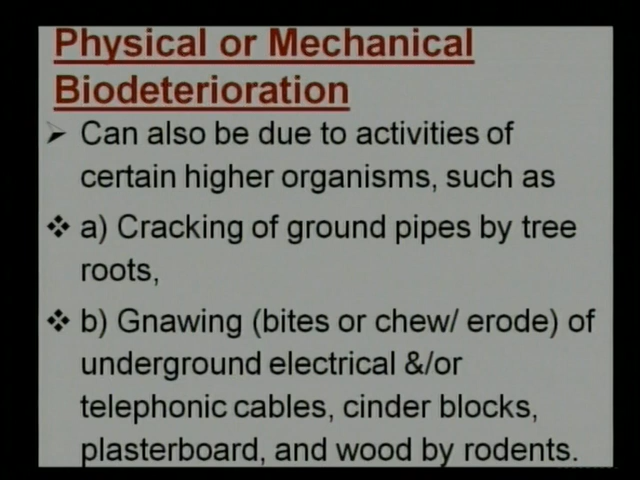 Physical or Mechanical
Biodeterioration
➢ Can also be due to activities of
certain higher organisms, such as
❖ a) Cracking of ground pipes by tree
roots,
❖ b) Gnawing (bites or chew/ erode) of
underground electrical &/or
telephonic cables, cinder blocks,
plasterboard, and wood by rodents.